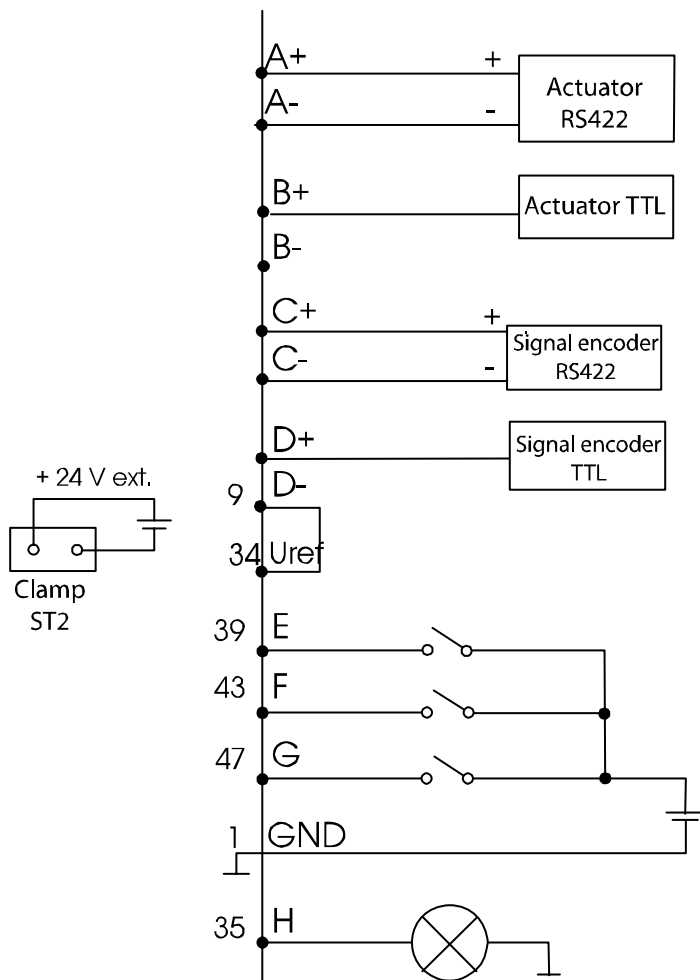 A+
+
Actuator
RS422
A-
-
B+
Actuator TTL
B-
C+
+
Signal encoder
RS422
C-
-
D+
Signal encoder
TTL
+ 24 V ext.
9
D-
34
Uref
Clamp
ST2
39
E
43
F
47
G
1
GND
35
H